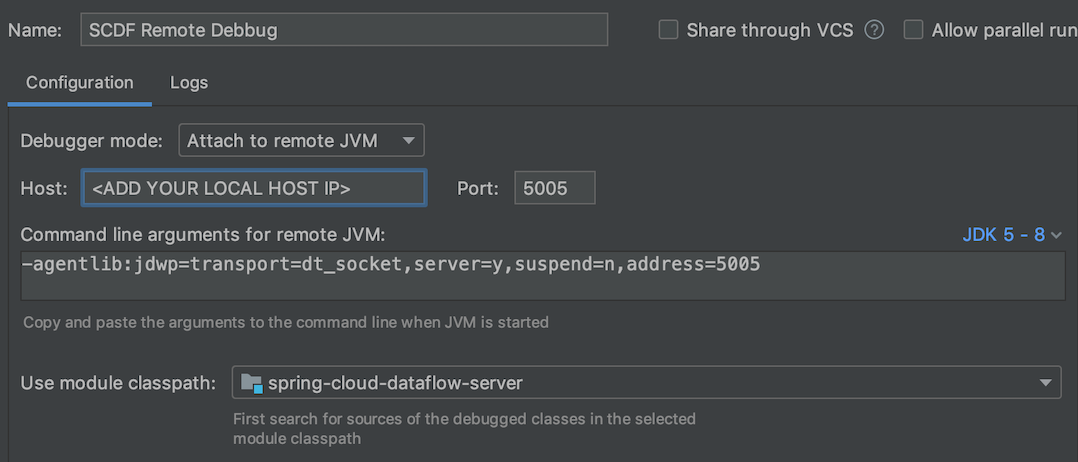 Name: SCDF Remote Debbug Share through VCS ? Allow parallel run
Configuration Logs
Debugger mode: Attach to remote JVM
Host: <ADD YOUR LOCAL HOST IP> Port: 5005
Command line arguments for remote JVM: JDK 5 - 8
-agentlib:jdwp=transport=dt_socket,server=y,suspend=n,address=5005
Copy and paste the arguments to the command line when JVM is started
Use module classpath: spring-cloud-dataflow-server
First search for sources of the debugged classes in the selected
module classpath